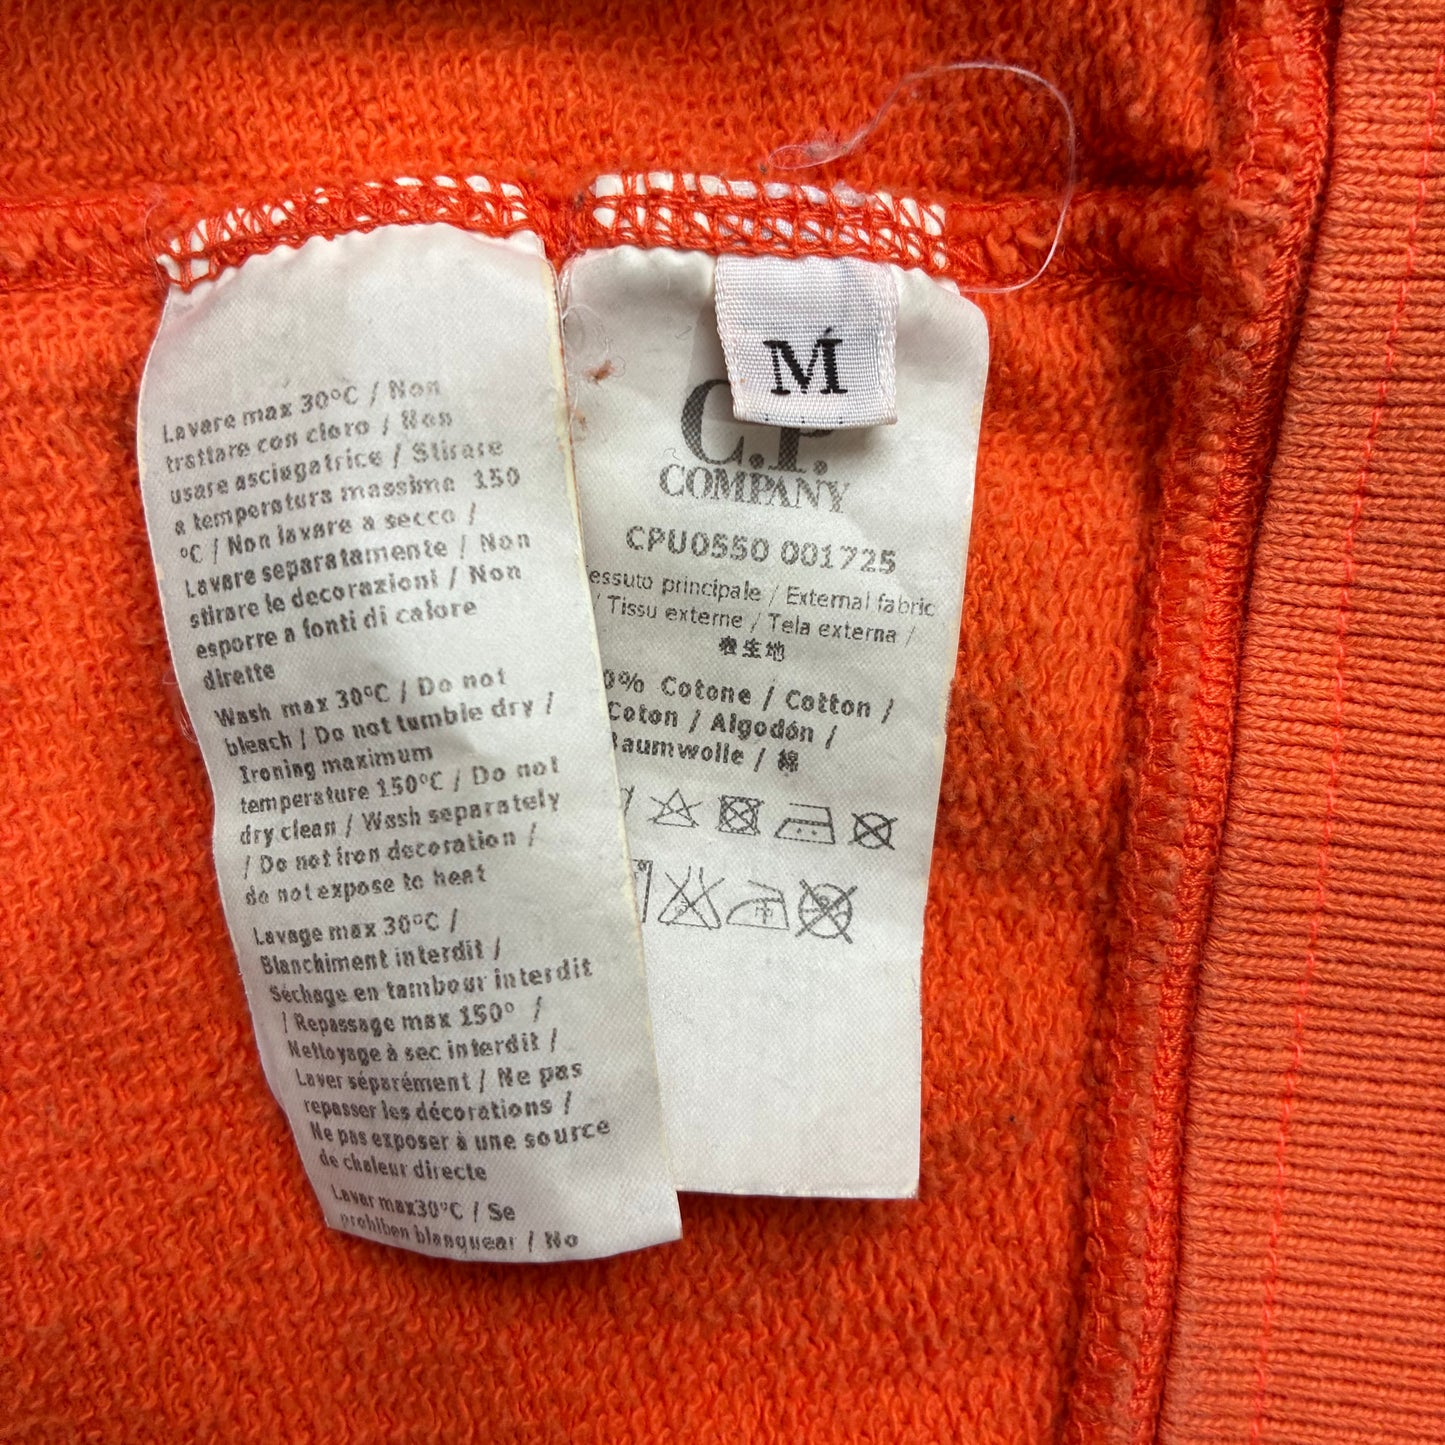 Lavare max 30°C / Non
trattare con cloro / Non
usare asciugatrice / Stirare
a temperatura massima 150
°C / Non lavare a secco /
Lavare separatamente / Non
stirare le decorazioni / Non
esporre a fonti di calore
dirette
Wash max 30°C / Do not
bleach / Do not tumble dry /
Ironing maximum
temperature 150°C / Do not
dry clean / Wash separately
/ Do not iron decoration /
do not expose to heat
Lavage max 30°C /
Blanchiment interdit /
Séchage en tambour interdit
/ Repassage max 150° /
Nettoyage à sec interdit /
Laver séparément / Ne pas
repasser les décorations /
Ne pas exposer à une source
de chaleur directe
Lavar max30°C / Se
prohiben blanquear / No
M
C.P.
COMPANY
CPU0550 001725
essuto principale / External fabric
/ Tissu externe / Tela externa /
表生地
0% Cotone / Cotton /
Coton / Algodón /
Baumwolle / 綿